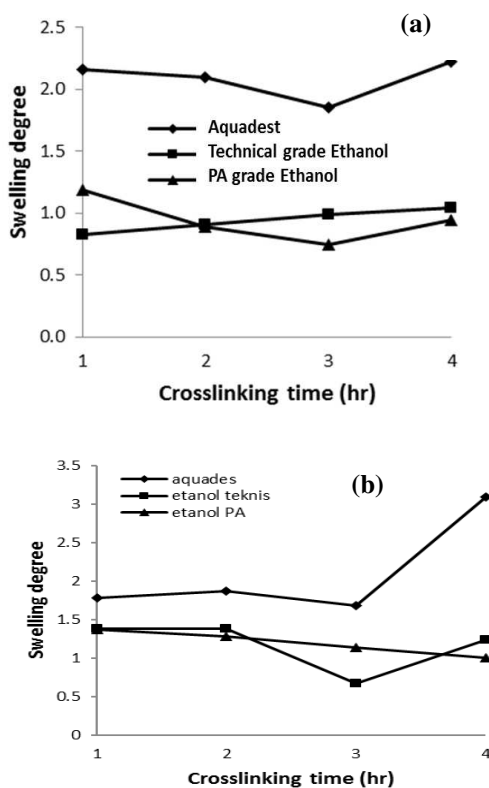 (a)
2.5
2.0
1.5
1.0
0.5
0.0
Swelling degree
Aquadest
Technical grade Ethanol
PA grade Ethanol
1 2 3 4
Crosslinking time (hr)
(b)
3.5
3
2.5
2
1.5
1
0.5
0
Swelling degree
aquades
etanol teknis
etanol PA
1 2 3 4
Crosslinking time (hr)